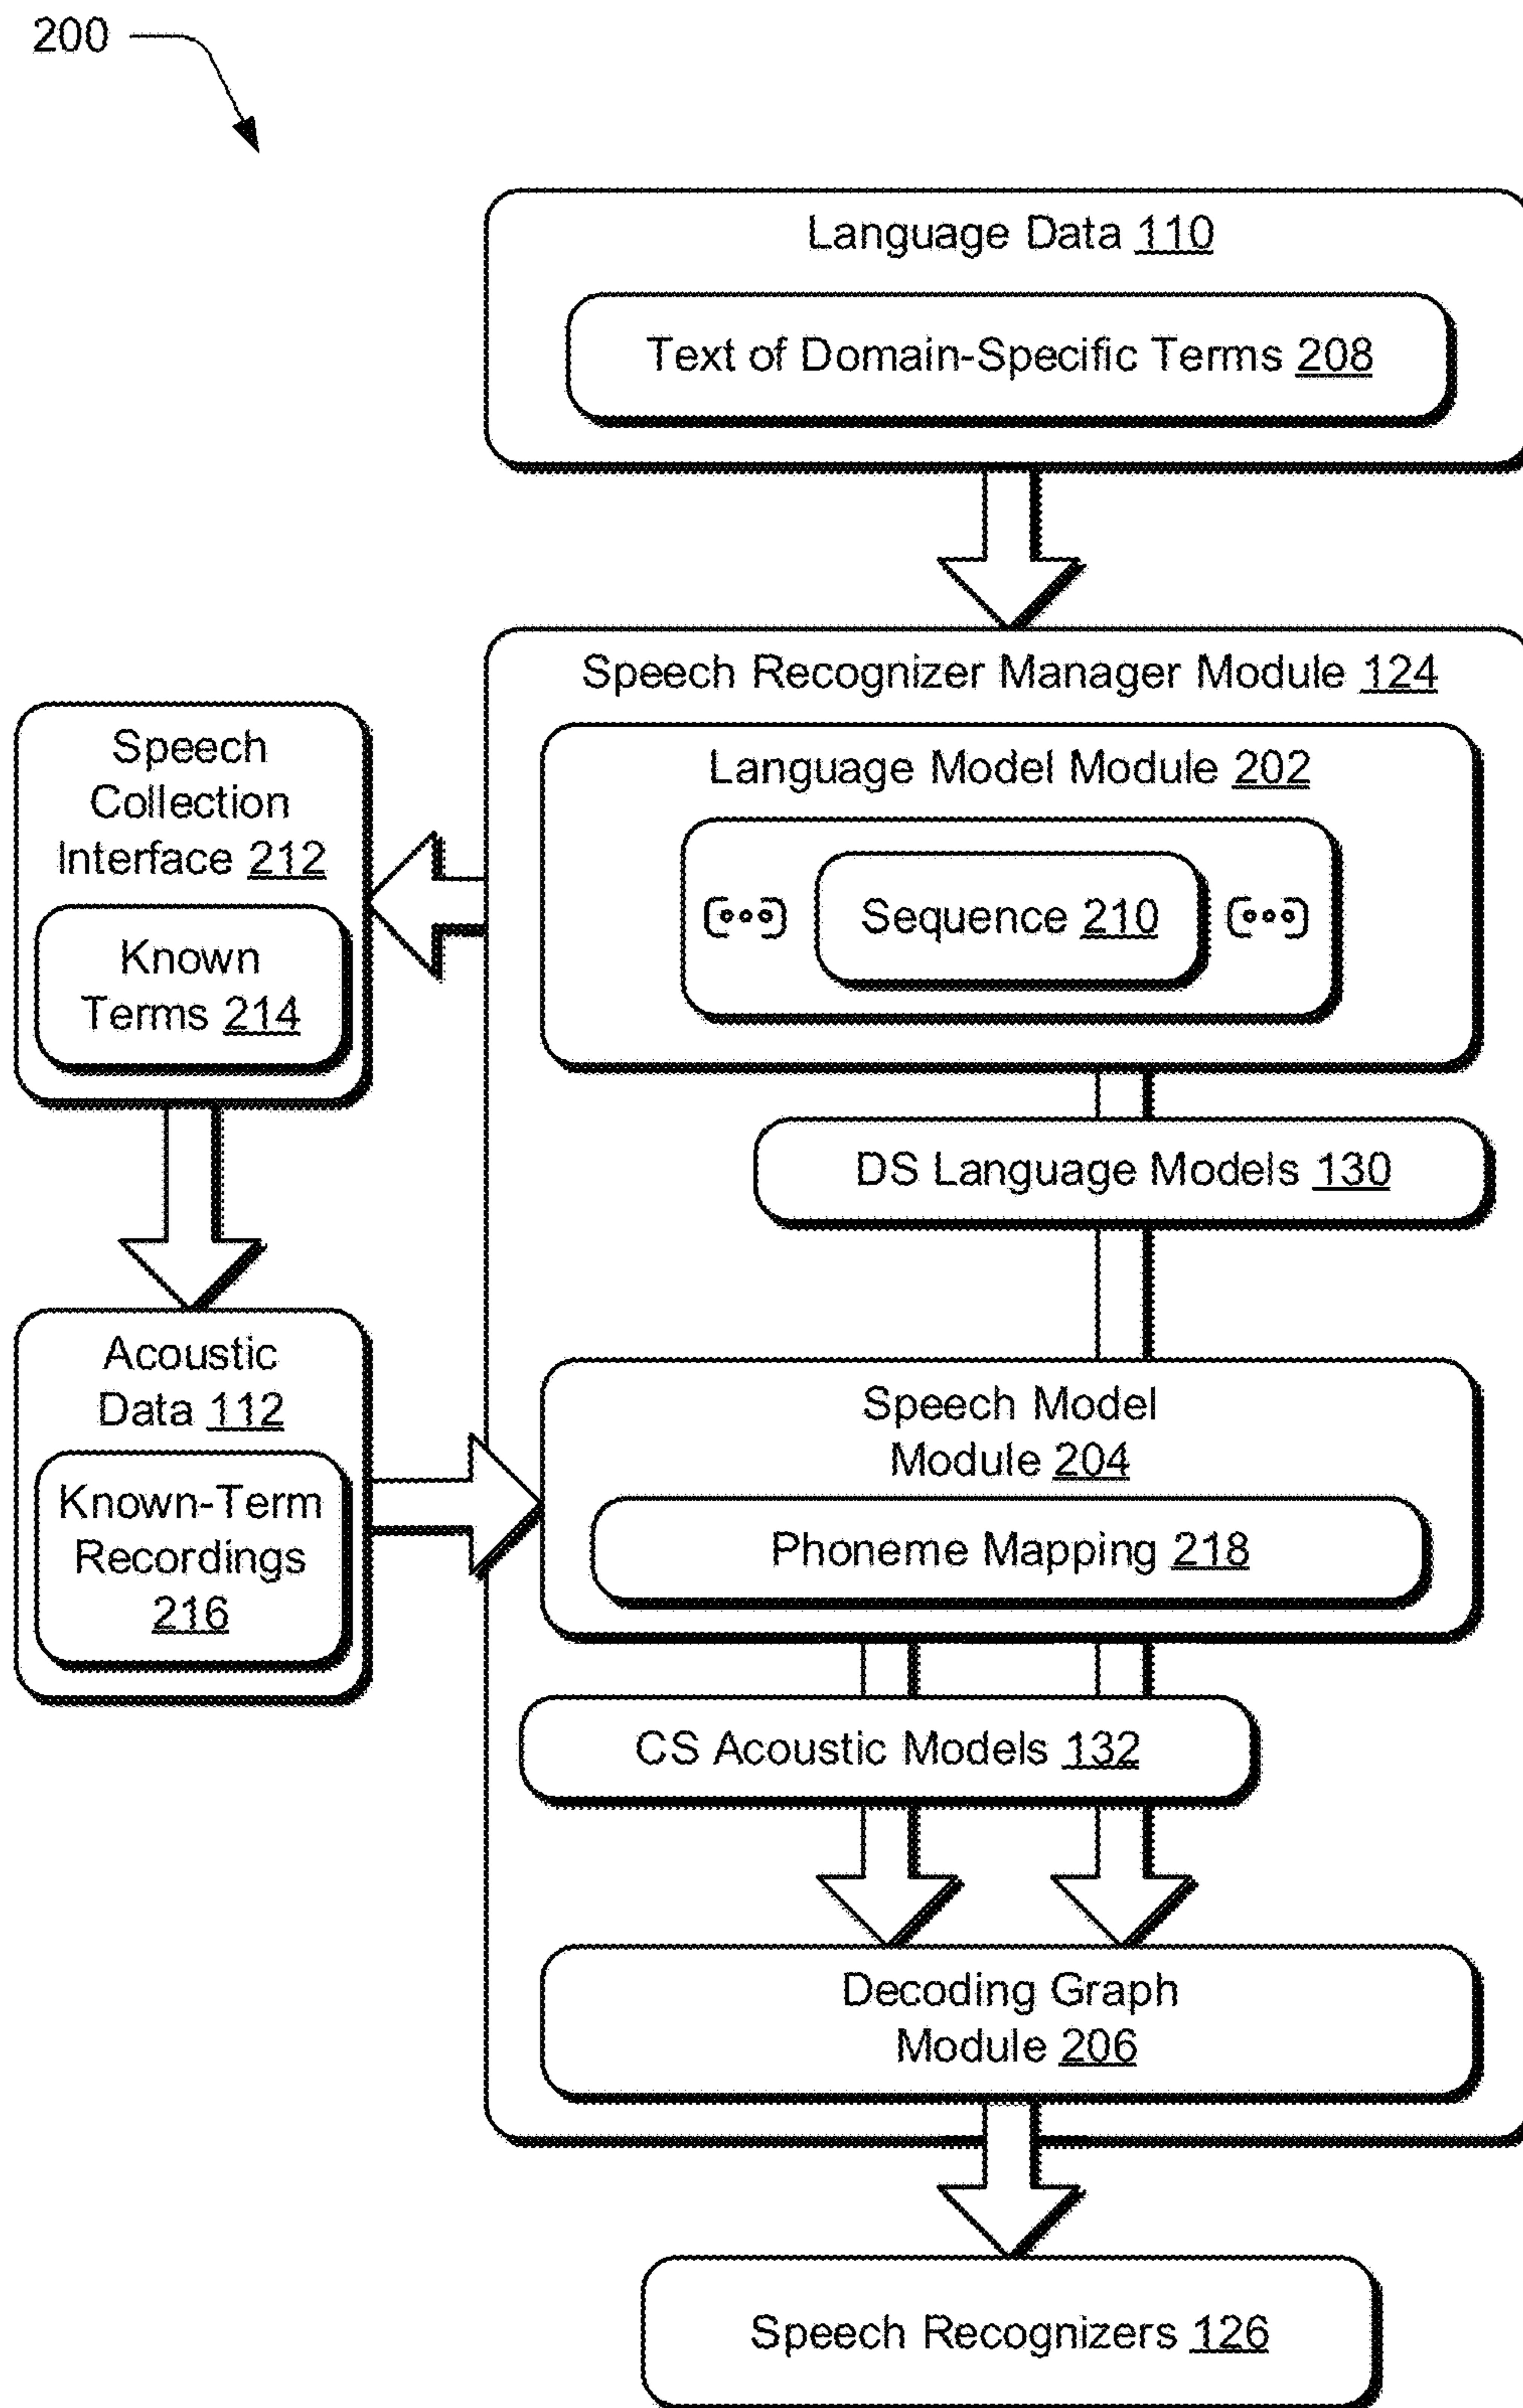 200
Language Data 110
Text of Domain-Specific Terms 208
Speech Recognizer Manager Module 124
Language Model Module 202
Sequence 210
Speech
Collection
Interface 212
Known
Terms 214
DS Language Models 130
Acoustic
Data 112
Known-Term
Recordings
216
Speech Model
Module 204
Phoneme Mapping 218
CS Acoustic Models 132
Decoding Graph
Module 206
Speech Recognizers 126